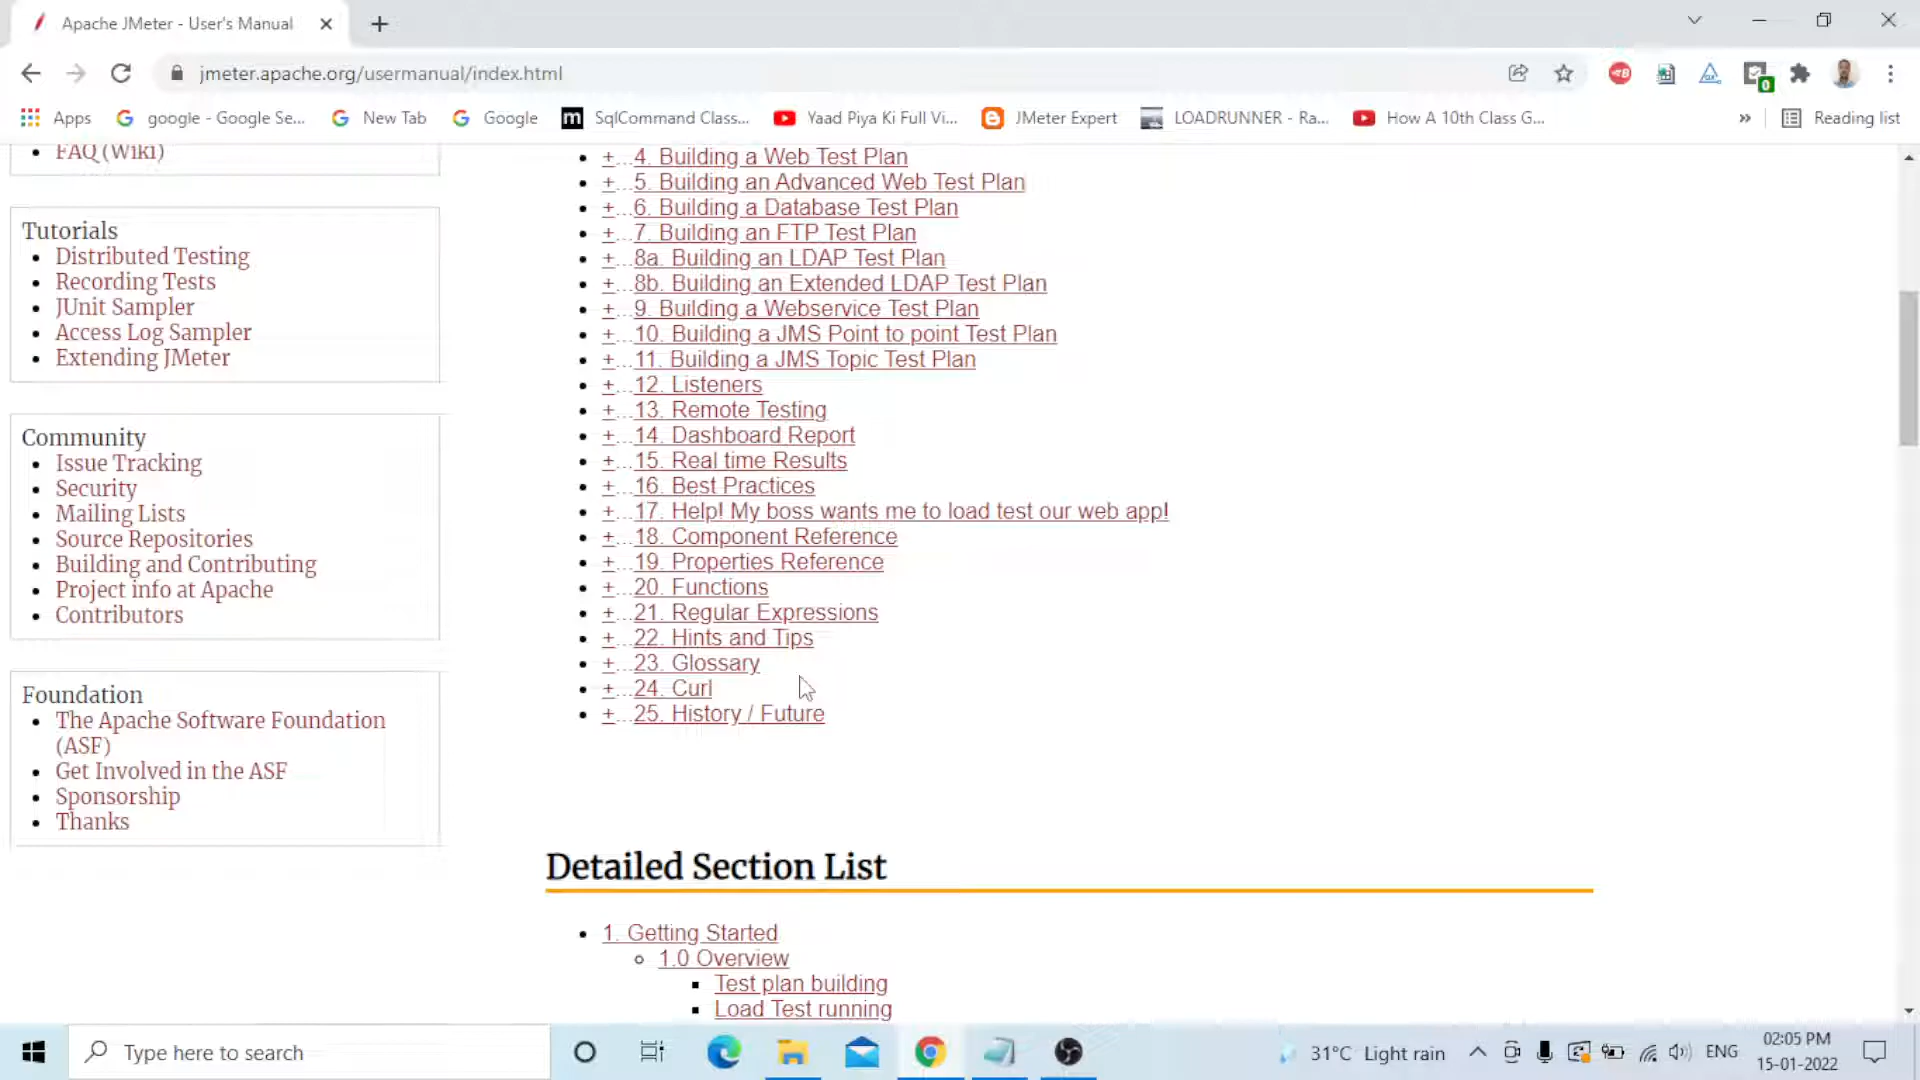 Apache JMeter - User's Manual
jmeter.apache.org/usermanual/index.html
Apps
google - Google Se...
New Tab
Google
SqlCommand Class...
Yaad Piya Ki Full Vi...
JMeter Expert
LOADRUNNER - Ra...
How A 10th Class G...
»
Reading list
FAQ (Wiki)
Tutorials
Distributed Testing
Recording Tests
JUnit Sampler
Access Log Sampler
Extending JMeter
Community
Issue Tracking
Security
Mailing Lists
Source Repositories
Building and Contributing
Project info at Apache
Contributors
Foundation
The Apache Software Foundation
(ASF)
Get Involved in the ASF
Sponsorship
Thanks
+...4. Building a Web Test Plan
+...5. Building an Advanced Web Test Plan
+...6. Building a Database Test Plan
+...7. Building an FTP Test Plan
+...8a. Building an LDAP Test Plan
+...8b. Building an Extended LDAP Test Plan
+...9. Building a Webservice Test Plan
+...10. Building a JMS Point to point Test Plan
+...11. Building a JMS Topic Test Plan
+...12. Listeners
+...13. Remote Testing
+...14. Dashboard Report
+...15. Real time Results
+...16. Best Practices
+...17. Help! My boss wants me to load test our web app!
+...18. Component Reference
+...19. Properties Reference
+...20. Functions
+...21. Regular Expressions
+...22. Hints and Tips
+...23. Glossary
+...24. Curl
+...25. History / Future
Detailed Section List
1. Getting Started
1.0 Overview
Test plan building
Load Test running
Type here to search
31°C Light rain
ENG
02:05 PM
15-01-2022